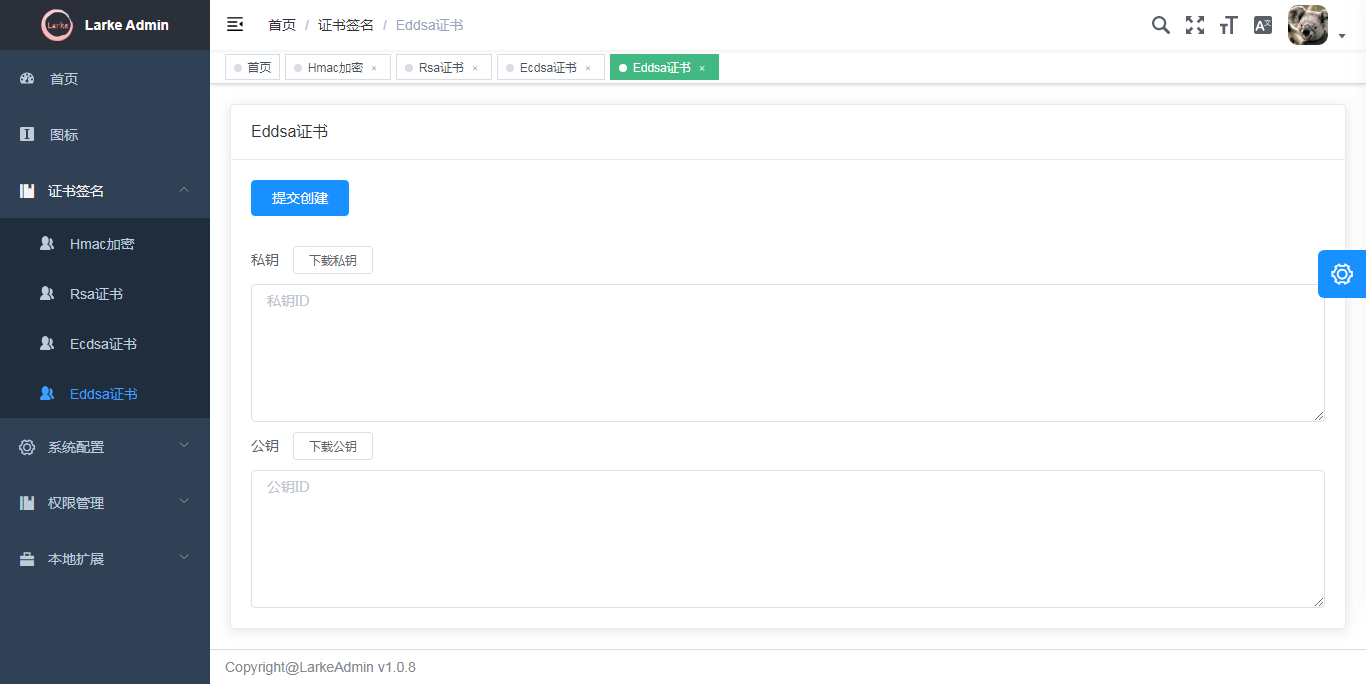 Larke
Larke Admin
首页 / 证书签名 / Eddsa证书
首页
Hmac加密 ×
Rsa证书 ×
Ecdsa证书 ×
Eddsa证书 ×
首页
图标
证书签名
Hmac加密
Rsa证书
Ecdsa证书
Eddsa证书
系统配置
权限管理
本地扩展
Eddsa证书
提交创建
私钥 下载私钥
私钥ID
公钥 下载公钥
公钥ID
Copyright@LarkeAdmin v1.0.8